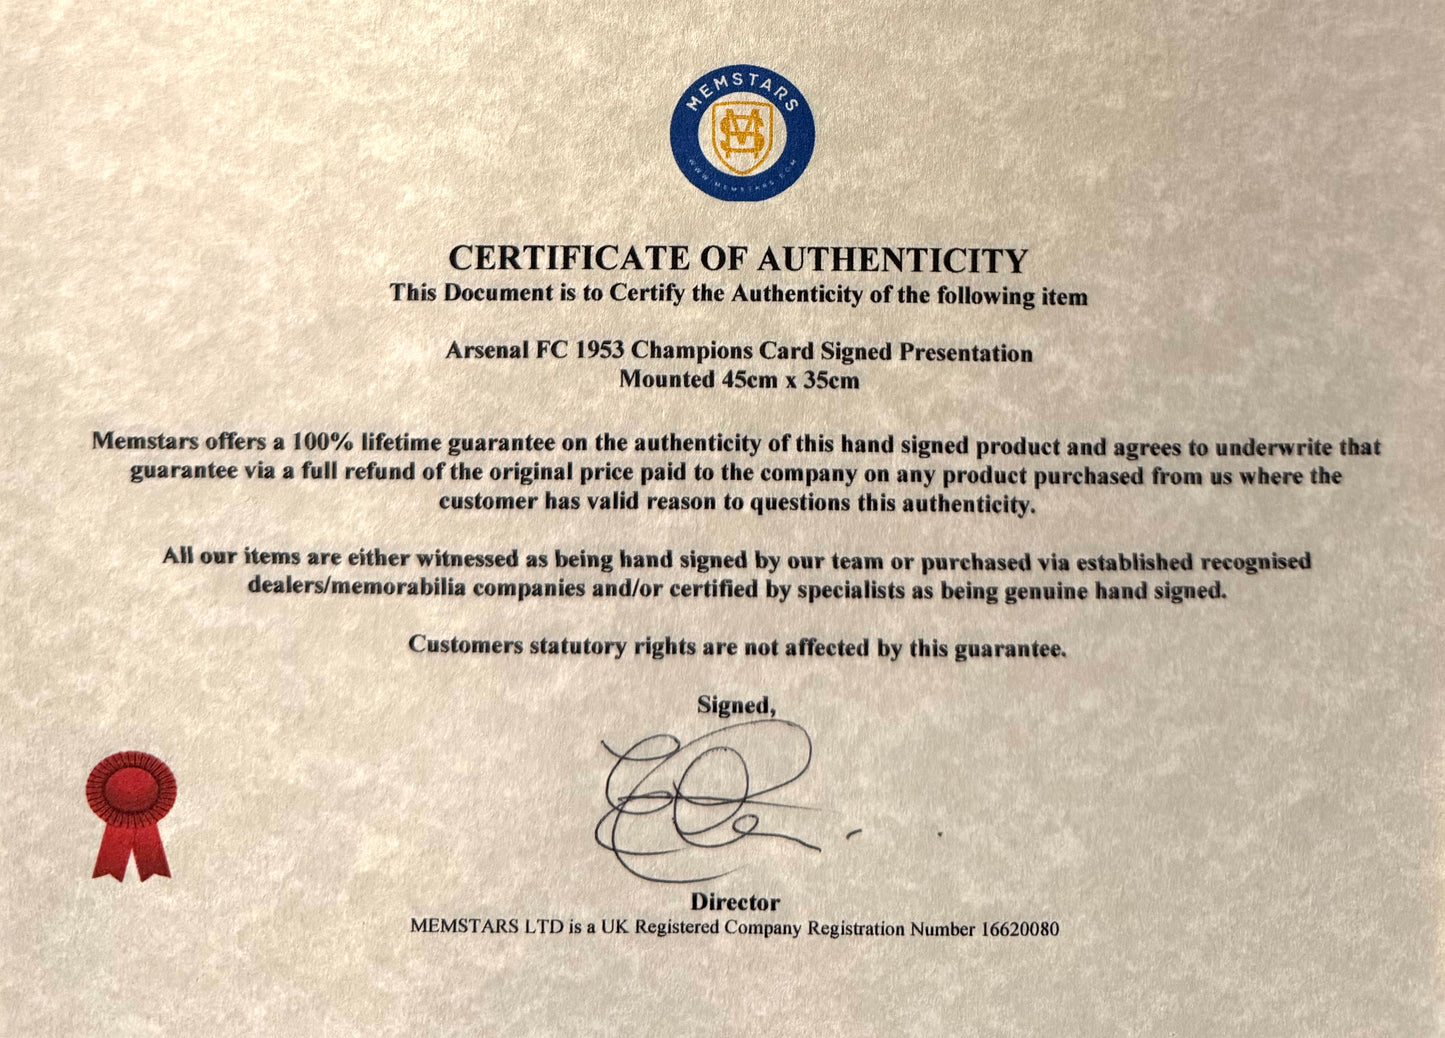 MEMSTARS
WWW.MEMSTARS.COM
CERTIFICATE OF AUTHENTICITY
This Document is to Certify the Authenticity of the following item
Arsenal FC 1953 Champions Card Signed Presentation
Mounted 45cm x 35cm
Memstars offers a 100% lifetime guarantee on the authenticity of this hand signed product and agrees to underwrite that
guarantee via a full refund of the original price paid to the company on any product purchased from us where the
customer has valid reason to questions this authenticity.
All our items are either witnessed as being hand signed by our team or purchased via established recognised
dealers/memorabilia companies and/or certified by specialists as being genuine hand signed.
Customers statutory rights are not affected by this guarantee.
Signed,
Director
MEMSTARS LTD is a UK Registered Company Registration Number 16620080